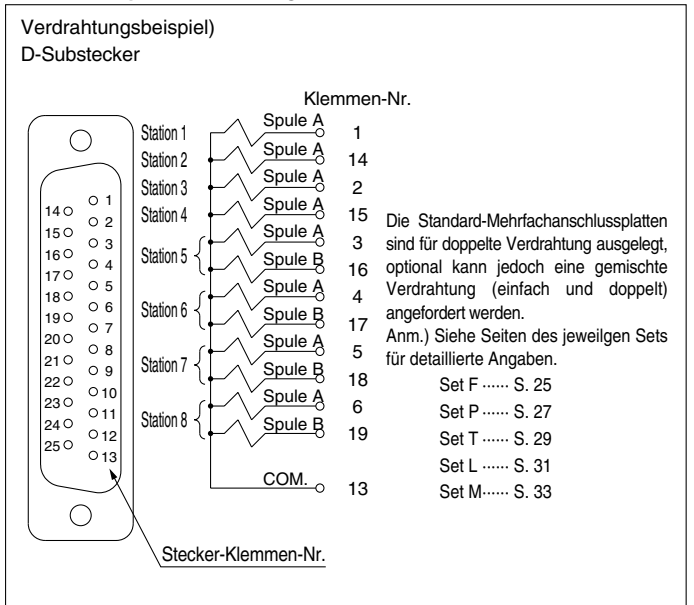 Verdrahtungsbeispiel)
D-Substecker
Klemmen-Nr.
Station 1 Spule A 1
Station 2 Spule A 14
Station 3 Spule A 2
Station 4 Spule A 15
Station 5 Spule A 3
Spule B 16
Station 6 Spule A 4
Spule B 17
Station 7 Spule A 5
Spule B 18
Station 8 Spule A 6
Spule B 19
COM. 13
14 15 16 17 18 19 20 21 22 23 24 25
1 2 3 4 5 6 7 8 9 10 11 12 13
Stecker-Klemmen-Nr.
Die Standard-Mehrfachanschlussplatten
sind für doppelte Verdrahtung ausgelegt,
optional kann jedoch eine gemischte
Verdrahtung (einfach und doppelt)
angefordert werden.
Anm.) Siehe Seiten des jeweilgen Sets
für detaillierte Angaben.
Set F ······ S. 25
Set P ······ S. 27
Set T ······ S. 29
Set L ······ S. 31
Set M······ S. 33